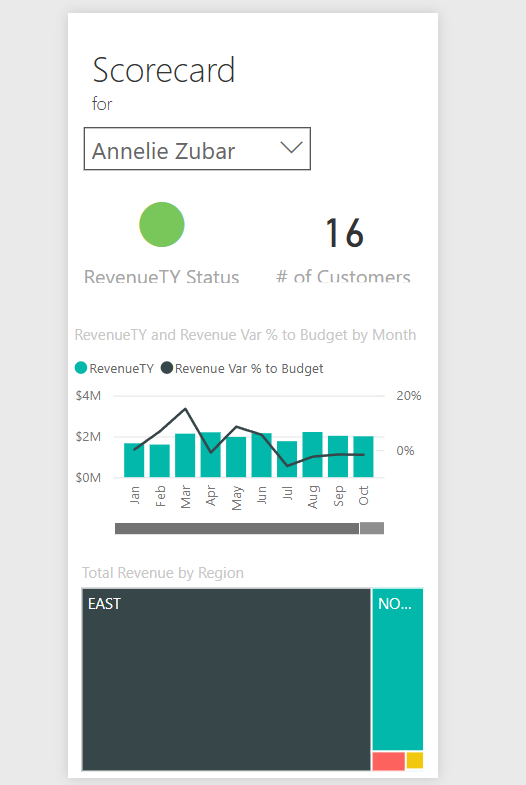 Scorecard
for
Annelie Zubar
16
RevenueTY Status
# of Customers
RevenueTY and Revenue Var % to Budget by Month
RevenueTY Revenue Var % to Budget
$4M
20%
$2M
0%
$0M
Jan Feb Mar Apr May Jun Jul Aug Sep Oct
Total Revenue by Region
EAST
NO...